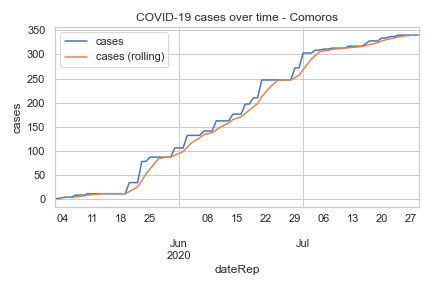 COVID-19 cases over time - Comoros
cases
cases (rolling)
350
300
250
200
150
100
50
0
cases
04 11 18 25 08 15 22 29 06 13 20 27
Jun Jul
2020
dateRep